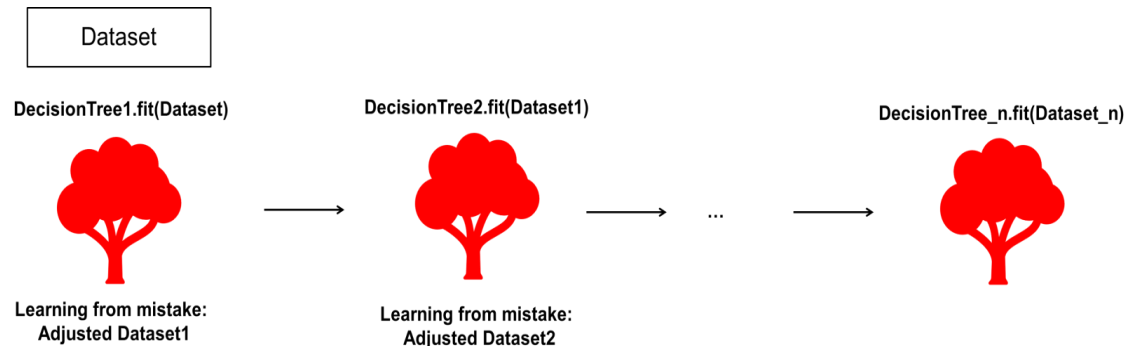 Dataset
DecisionTree1.fit(Dataset)
DecisionTree2.fit(Dataset1)
DecisionTree_n.fit(Dataset_n)
...
Learning from mistake:
Adjusted Dataset1
Learning from mistake:
Adjusted Dataset2